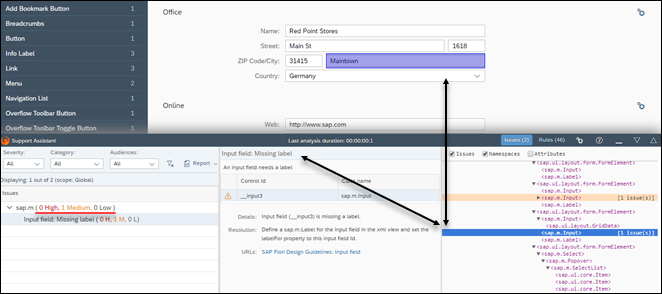 Add Bookmark Button 1
Breadcrumbs 1
Button 1
Info Label 3
Link 3
Menu 2
Navigation List 1
Overflow Toolbar Button 1
Overflow Toolbar Toggle Button 1
Office
Name: Red Point Stores
Street: Main St 1618
ZIP Code/City: 31415 Maintown
Country: Germany
Online
Web: http://www.sap.com
Support Assistant Last analysis duration: 00:00:00:1 Issues (2) Rules (46)
Severity: Category: Audiences:
All All All Report
Displaying: 1 out of 2 (scope: Global)
Issues
sap.m ( 0 High, 1 Medium, 0 Low )
Input field: Missing label ( 0 H, 1 M, 0 L )
Input field: Missing label
An input field needs a label
Control Id name
__input3 sap.m.Input
Details: Input field (__input3) is missing a label.
Resolution: Define a sap.m.Label for the input field in the xml view and set the
labelFor property to this input field Id.
URLs: SAP Fiori Design Guidelines: Input field
Issues Namespaces Attributes
<sap.ui.layout.form.FormElement>
<sap.m.Input>
<sap.m.Label>
<sap.ui.layout.form.FormElement>
<sap.m.Input>
<sap.m.Label>
<sap.ui.layout.form.FormElement>
<sap.m.Input> [1 issue(s)]
<sap.ui.layout.GridData>
<sap.m.Input> [1 issue(s)]
<sap.m.Label>
<sap.ui.layout.form.FormElement>
<sap.m.Select>
<sap.m.Popover>
<sap.m.SelectList>
<sap.ui.core.Item>
<sap.ui.core.Item>
<sap.ui.core.Item>